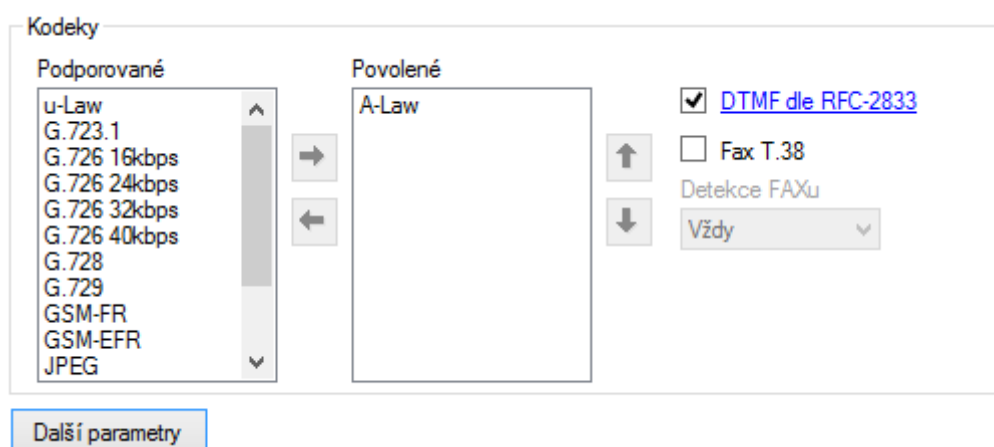 Kodeky
Podporované
u-Law
G.723.1
G.726 16kbps
G.726 24kbps
G.726 32kbps
G.726 40kbps
G.728
G.729
GSM-FR
GSM-EFR
JPEG
Povolené
A-Law
DTMF dle RFC-2833
Fax T.38
Detekce FAXu
Vždy
Další parametry